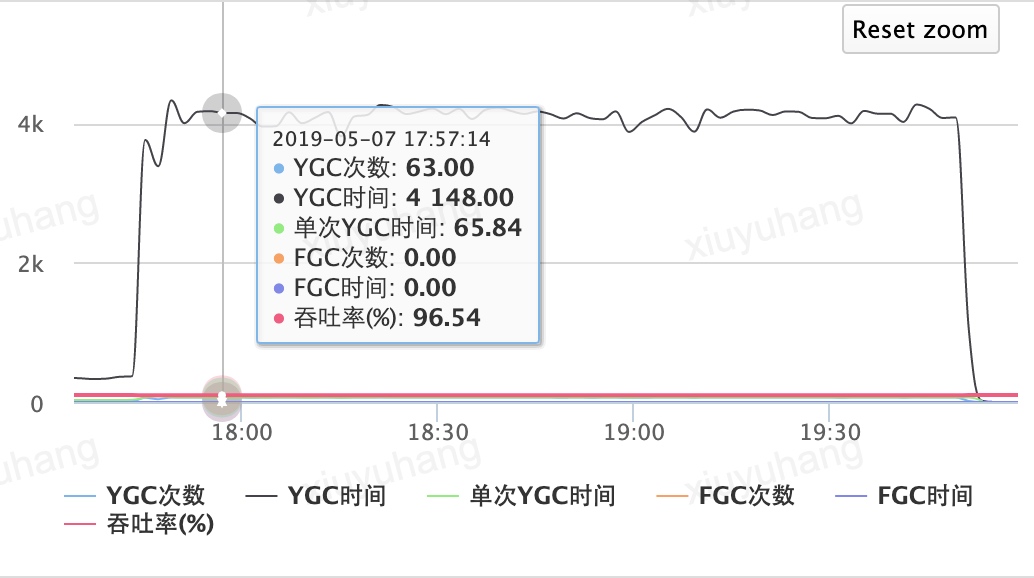 Reset zoom
4k
2k
0
2019-05-07 17:57:14
YGC次数: 63.00
YGC时间: 4 148.00
单次YGC时间: 65.84
FGC次数: 0.00
FGC时间: 0.00
吞吐率(%): 96.54
xiuyuhang
xiuyuhang
18:00 18:30 19:00 19:30
xiuyuhang
xiuyuhang
xiuyuhang
YGC次数 YGC时间 单次YGC时间 FGC次数 FGC时间
吞吐率(%)